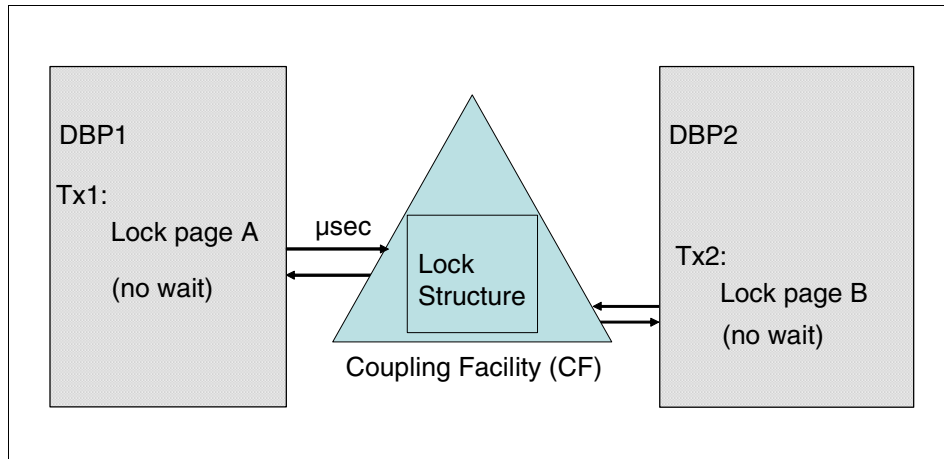 DBP1
Tx1:
Lock page A
(no wait)
µsec
Lock
Structure
Coupling Facility (CF)
DBP2
Tx2:
Lock page B
(no wait)